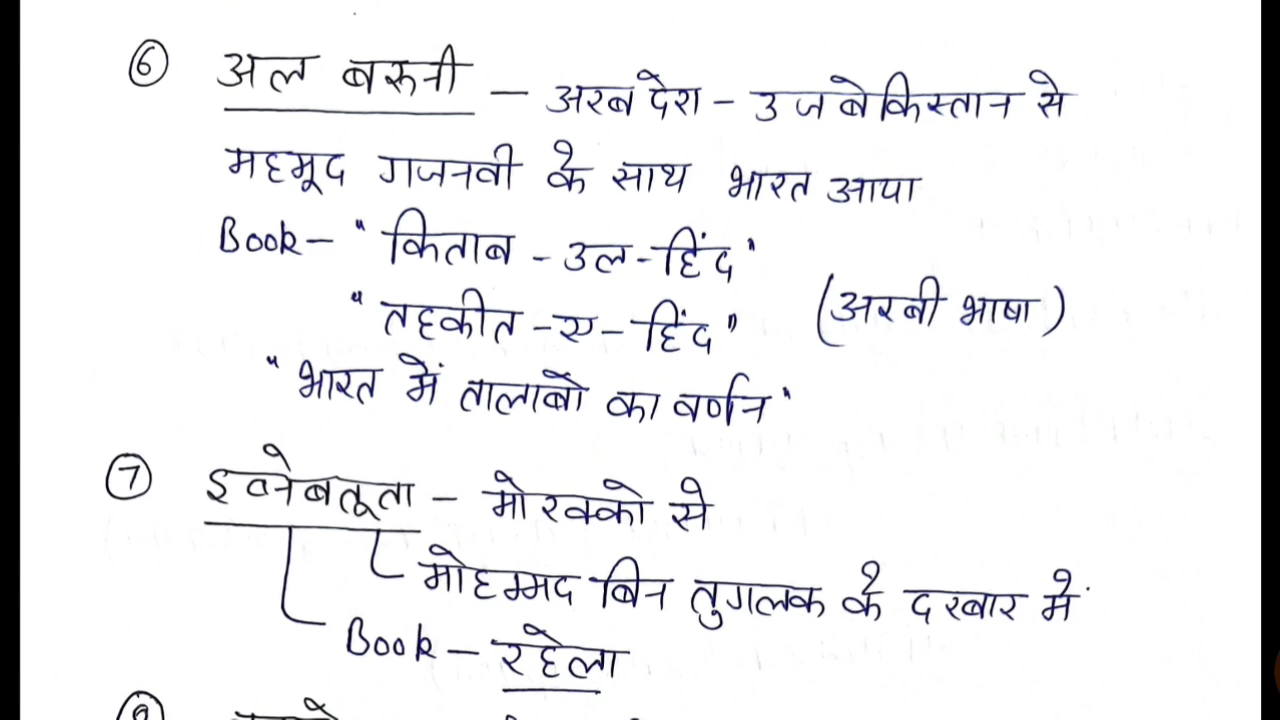 ⑥ अल बरुनी – अरब देश - उजबेकिस्तान से
महमूद गजनवी के साथ भारत आया
Book – "किताब - उल - हिंद"
"तहकीत - ए - हिंद" (अरबी भाषा)
"भारत में तालाबो का वर्णन"
⑦ इब्नेबतूता – मोरक्को से
मोहम्मद बिन तुगलक के दरबार में
Book – रहेला